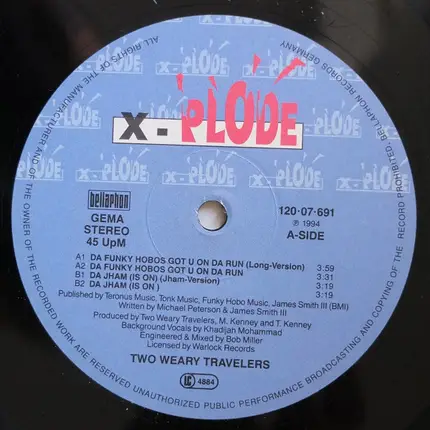 X-PLODE
bellaphon
GEMA
STEREO
45 UpM
120·07·691
℗ 1994
A-SIDE
A1 DA FUNKY HOBOS GOT U ON DA RUN (Long-Version) 3:59
A2 DA FUNKY HOBOS GOT U ON DA RUN 3:31
B1 DA JHAM (IS ON) (Jham-Version) 3:19
B2 DA JHAM (IS ON ) 3:19
Published by Teronus Music, Tonk Music, Funky Hobo Music, James Smith III (BMI)
Written by Michael Peterson & James Smith III
Produced by Two Weary Travelers, M. Kenney and T. Kenney
Background Vocals by Khadijah Mohammad
Engineered & Mixed by Bob Miller
Licensed by Warlock Records
TWO WEARY TRAVELERS
LC 4884
ALL RIGHTS OF THE MANUFACTURER AND OF THE OWNER OF THE RECORDED WORK ARE RESERVED UNAUTHORIZED PUBLIC PERFORMANCE BROADCASTING AND COPYING OF THE RECORD PROHIBITED. BELLAPHON RECORDS GERMANY